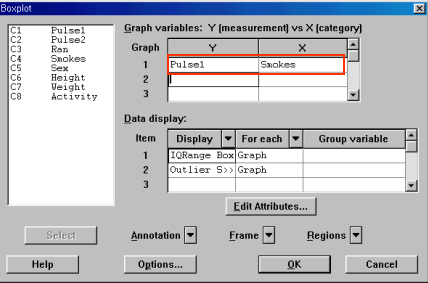 Boxplot
C1 Pulse1
C2 Pulse2
C3 Ran
C4 Smokes
C5 Sex
C6 Height
C7 Weight
C8 Activity
Graph variables: Y (measurement) vs X (category)
Graph Y X
1 Pulse1 Smokes
2
3
Data display:
Item Display For each Group variable
1 IQRange Box Graph
2 Outlier S>> Graph
3
Edit Attributes...
Select Annotation Frame Regions
Help Options... OK Cancel